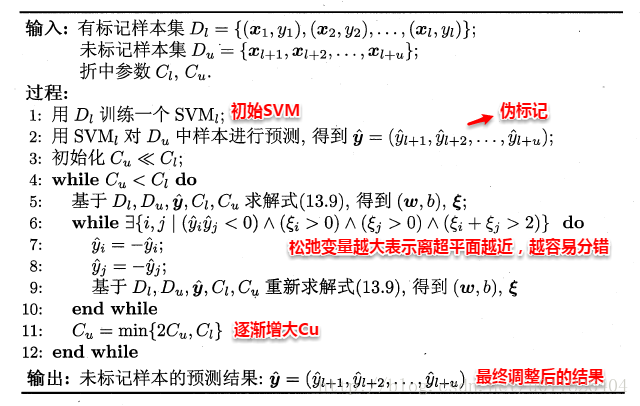 输入: 有标记样本集 D_l = {(x_1, y_1), (x_2, y_2), ..., (x_l, y_l)};
未标记样本集 D_u = {x_{l+1}, x_{l+2}, ..., x_{l+u}};
折中参数 C_l, C_u.
过程:
1: 用 D_l 训练一个 SVM_l; 初始SVM
伪标记
2: 用 SVM_l 对 D_u 中样本进行预测, 得到 ŷ = (ŷ_{l+1}, ŷ_{l+2}, ..., ŷ_{l+u});
3: 初始化 C_u ≪ C_l;
4: while C_u < C_l do
5: 基于 D_l, D_u, ŷ, C_l, C_u 求解式(13.9), 得到 (w, b), ξ;
6: while ∃{i, j | (ŷ_i ŷ_j < 0) ∧ (ξ_i > 0) ∧ (ξ_j > 0) ∧ (ξ_i + ξ_j > 2)} do
7: ŷ_i = −ŷ_i;
松弛变量越大表示离超平面越近，越容易分错
8: ŷ_j = −ŷ_j;
9: 基于 D_l, D_u, ŷ, C_l, C_u 重新求解式(13.9), 得到 (w, b), ξ
10: end while
11: C_u = min{2C_u, C_l} 逐渐增大Cu
12: end while
输出: 未标记样本的预测结果: ŷ = (ŷ_{l+1}, ŷ_{l+2}, ..., ŷ_{l+u}) 最终调整后的结果